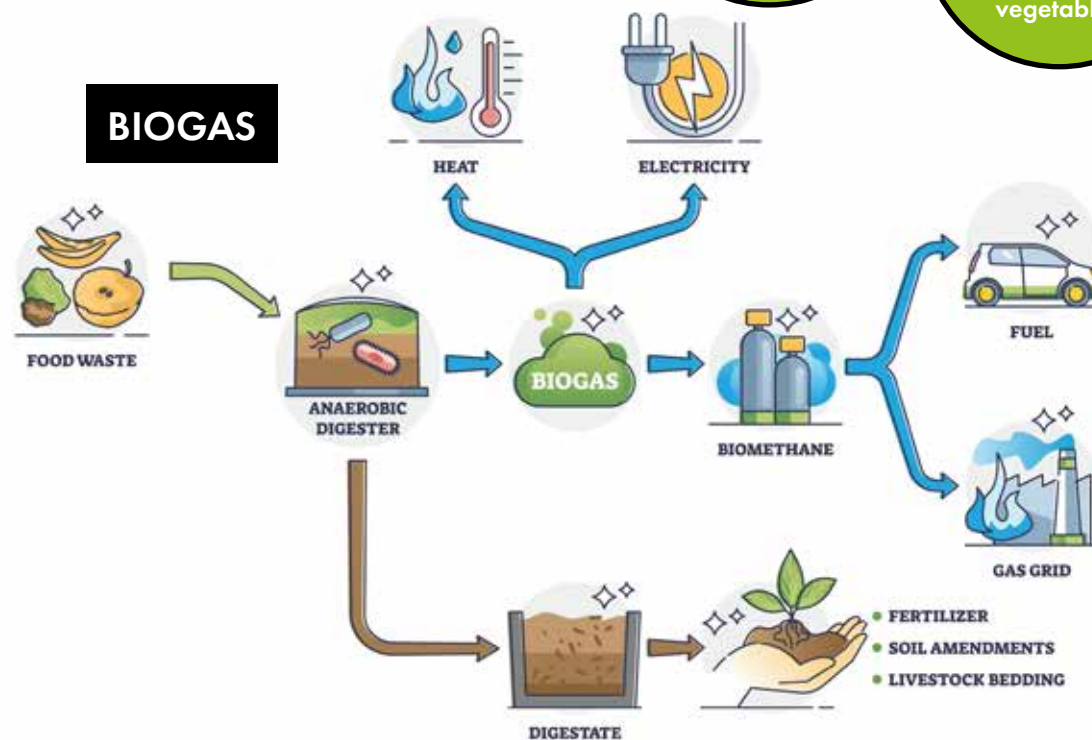 BIOGAS
HEAT
ELECTRICITY
FOOD WASTE
ANAEROBIC
DIGESTER
BIOGAS
BIOMETHANE
FUEL
GAS GRID
DIGESTATE
• FERTILIZER
• SOIL AMENDMENTS
• LIVESTOCK BEDDING